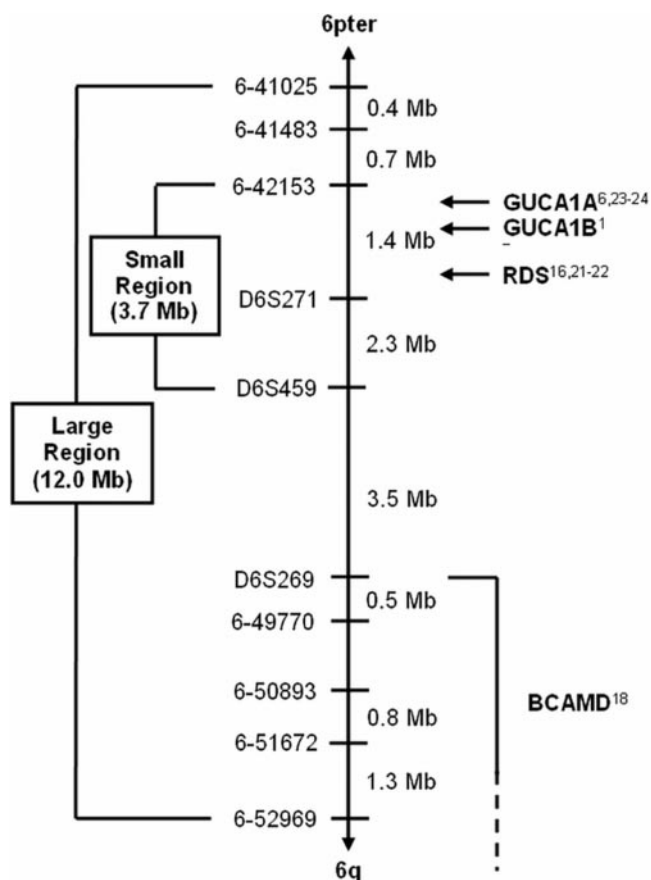 6pter
6-41025
0.4 Mb
6-41483
0.7 Mb
6-42153
GUCA1A6,23-24
GUCA1B1
1.4 Mb
Small
Region
(3.7 Mb)
RDS16,21-22
D6S271
2.3 Mb
D6S459
Large
Region
(12.0 Mb)
3.5 Mb
D6S269
0.5 Mb
6-49770
6-50893
BCAMD18
0.8 Mb
6-51672
1.3 Mb
6-52969
6q